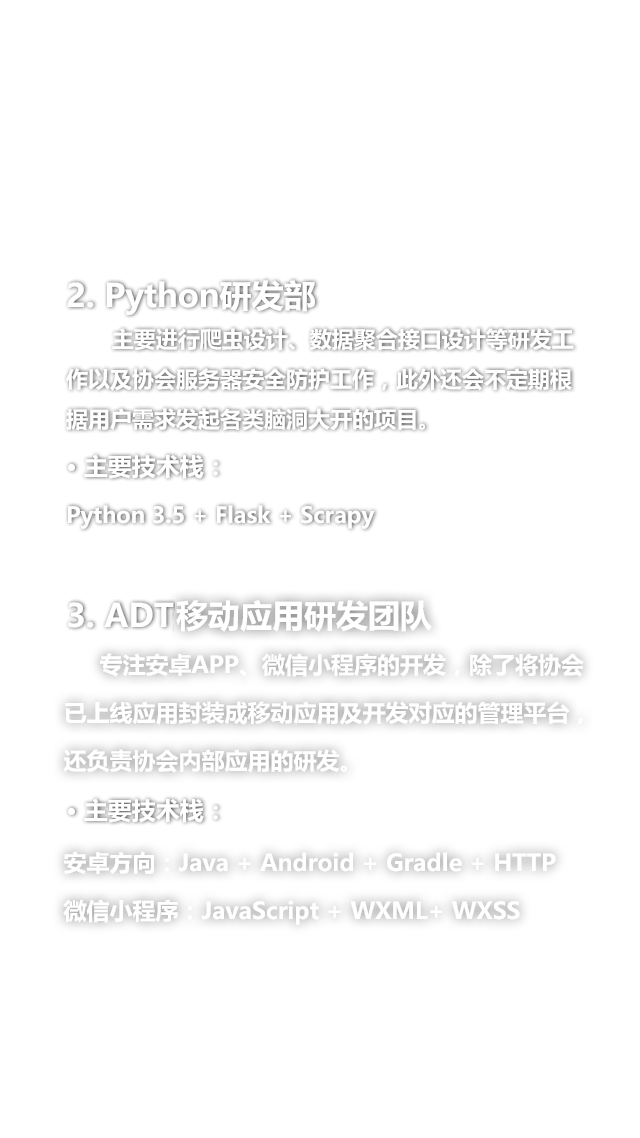 2. Python研发部
主要进行爬虫设计、数据聚合接口设计等研发工
作以及协会服务器安全防护工作，此外还会不定期根
据用户需求发起各类脑洞大开的项目。
• 主要技术栈：
Python 3.5 + Flask + Scrapy
3. ADT移动应用研发团队
专注安卓APP、微信小程序的开发，除了将协会
已上线应用封装成移动应用及开发对应的管理平台，
还负责协会内部应用的研发。
• 主要技术栈：
安卓方向：Java + Android + Gradle + HTTP
微信小程序：JavaScript + WXML+ WXSS